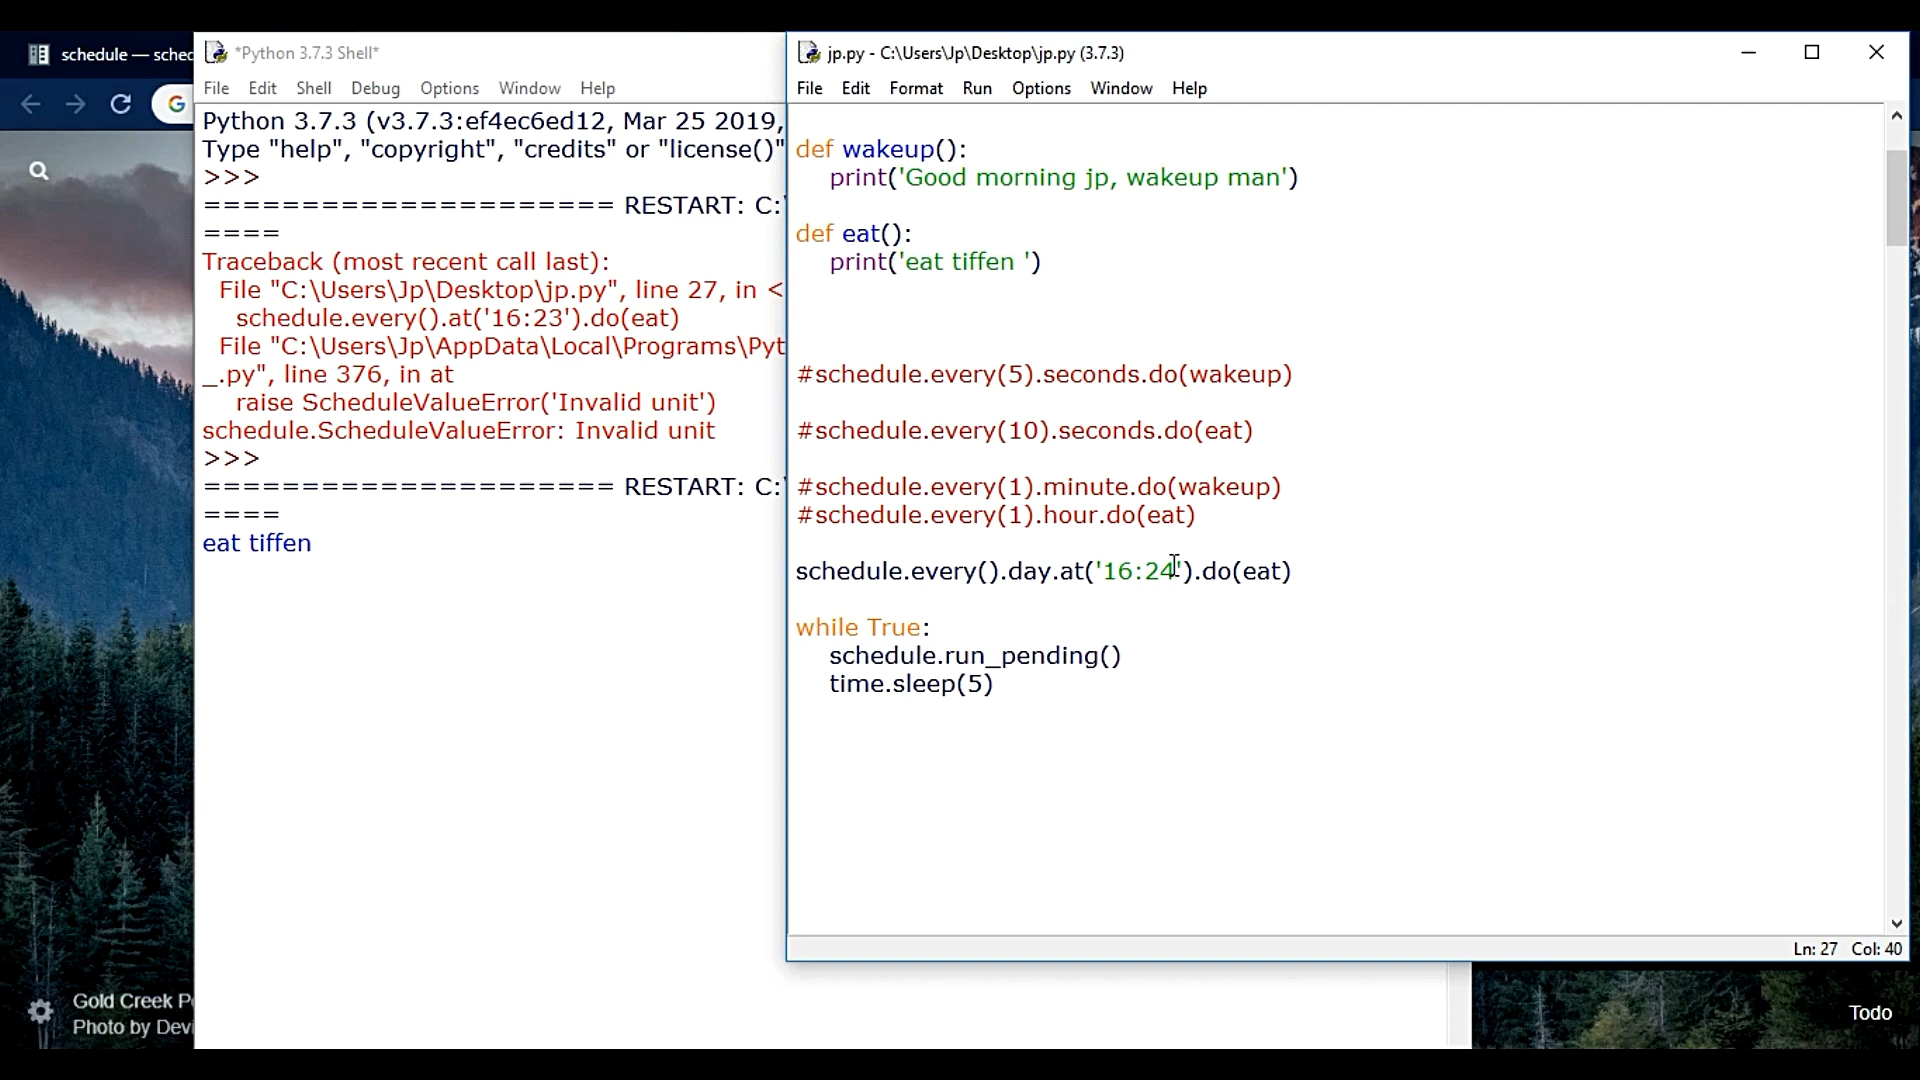 schedule — sched
*Python 3.7.3 Shell*
File Edit Shell Debug Options Window Help
Python 3.7.3 (v3.7.3:ef4ec6ed12, Mar 25 2019,
Type "help", "copyright", "credits" or "license()"
>>>
===================== RESTART: C:\
====
Traceback (most recent call last):
File "C:\Users\Jp\Desktop\jp.py", line 27, in <
schedule.every().at('16:23').do(eat)
File "C:\Users\Jp\AppData\Local\Programs\Pyt
_.py", line 376, in at
raise ScheduleValueError('Invalid unit')
schedule.ScheduleValueError: Invalid unit
>>>
===================== RESTART: C:\
====
eat tiffen
jp.py - C:\Users\Jp\Desktop\jp.py (3.7.3)
File Edit Format Run Options Window Help
def wakeup():
print('Good morning jp, wakeup man')
def eat():
print('eat tiffen ')
#schedule.every(5).seconds.do(wakeup)
#schedule.every(10).seconds.do(eat)
#schedule.every(1).minute.do(wakeup)
#schedule.every(1).hour.do(eat)
schedule.every().day.at('16:24').do(eat)
while True:
schedule.run_pending()
time.sleep(5)
Ln: 27 Col: 40
Gold Creek P
Photo by Devi
Todo